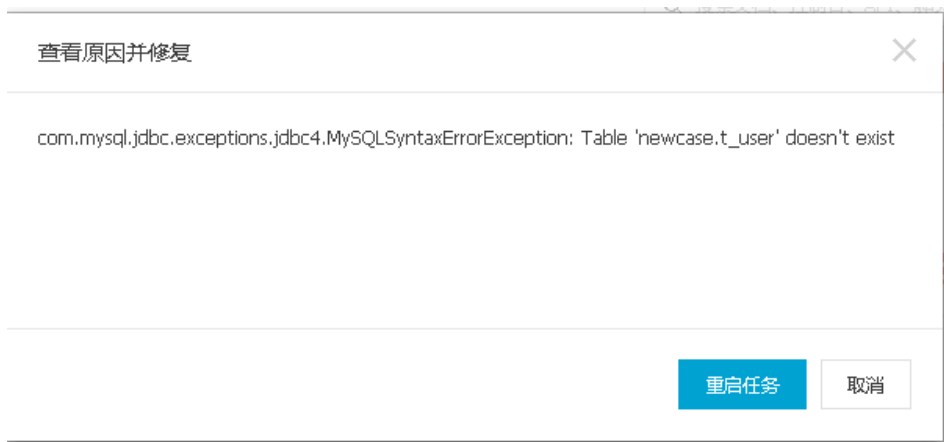 查看原因并修复
com.mysql.jdbc.exceptions.jdbc4.MySQLSyntaxErrorException: Table 'newcase.t_user' doesn't exist
重启任务
取消